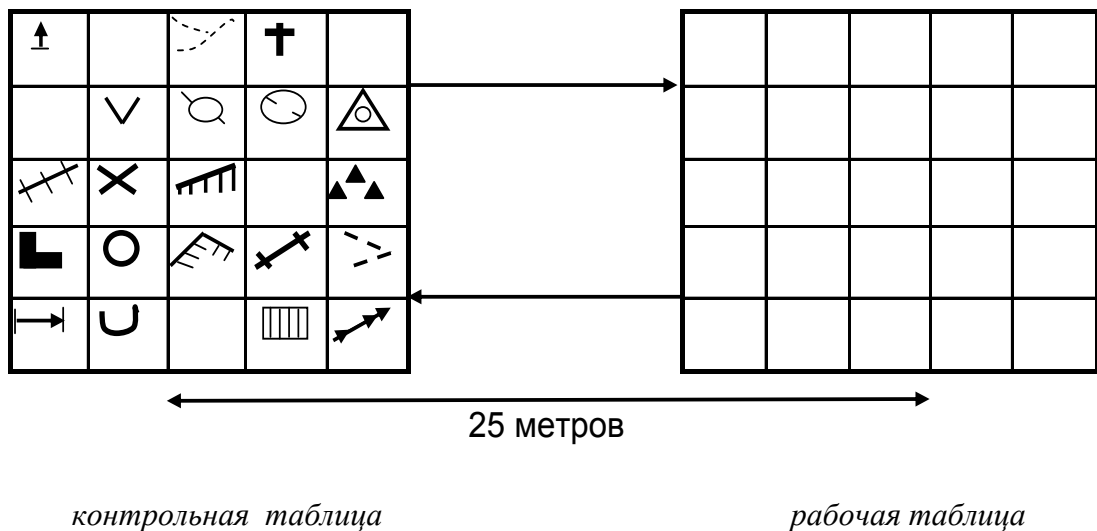 25 метров
контрольная таблица
рабочая таблица